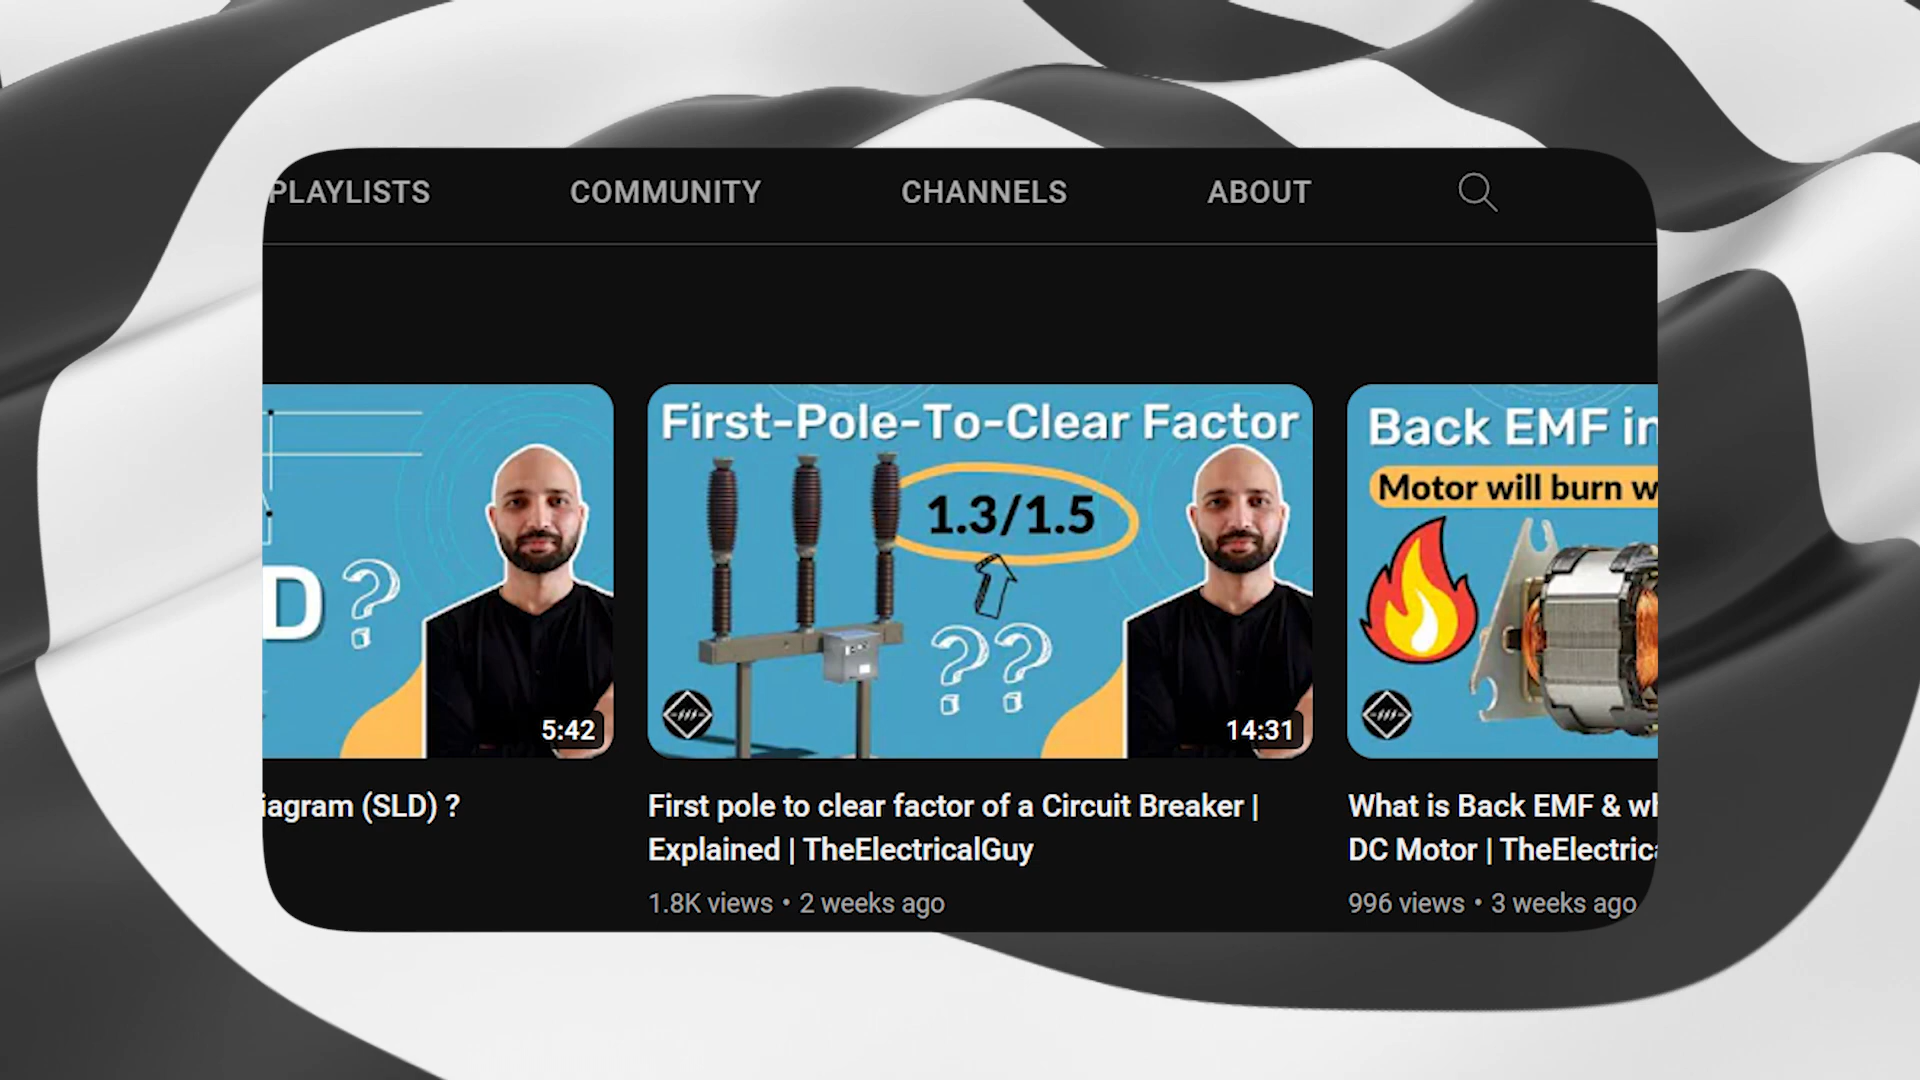 PLAYLISTS
COMMUNITY
CHANNELS
ABOUT
D?
5:42
iagram (SLD) ?
First-Pole-To-Clear Factor
1.3/1.5
??
14:31
First pole to clear factor of a Circuit Breaker |
Explained | TheElectricalGuy
1.8K views • 2 weeks ago
Back EMF in
Motor will burn w
What is Back EMF & wh
DC Motor | TheElectrica
996 views • 3 weeks ago